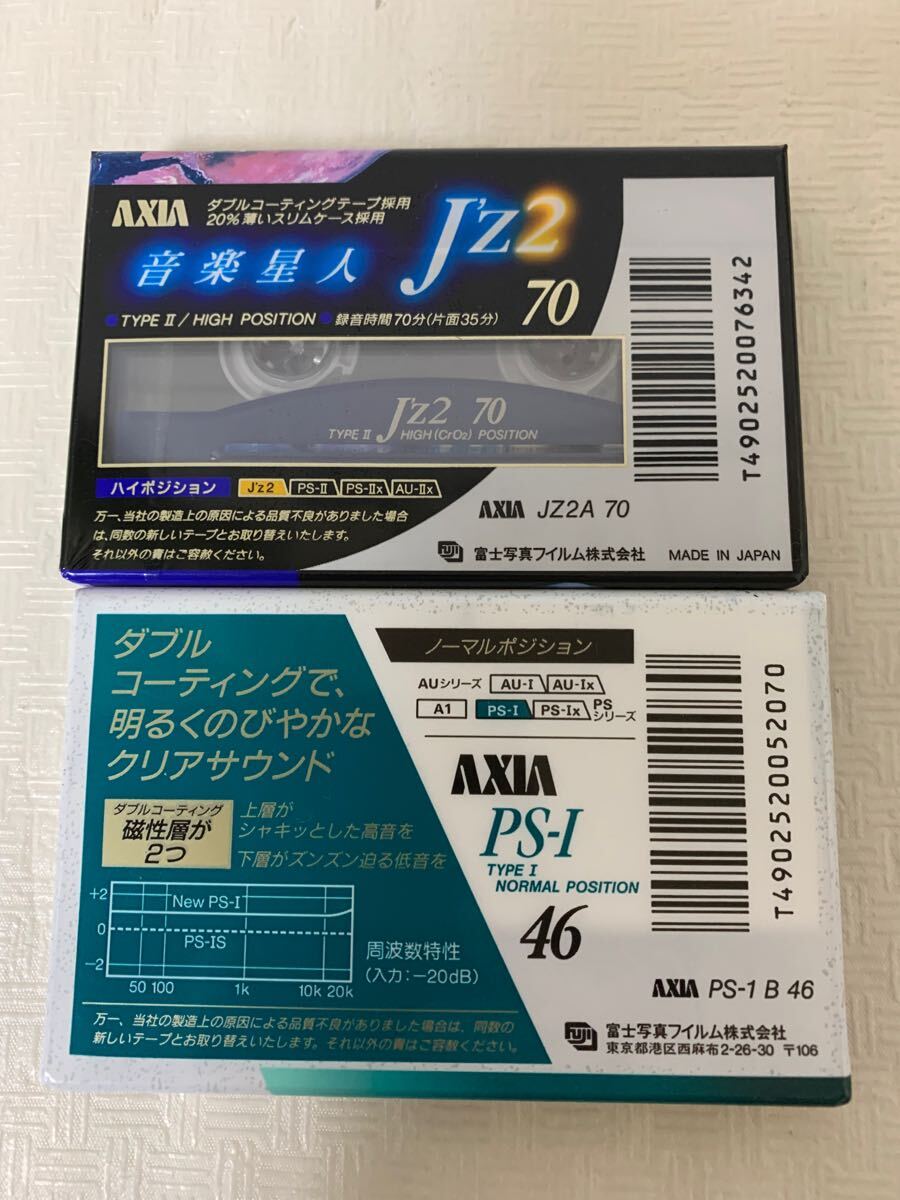 AXIA
ダブルコーティングテープ採用
20%薄いスリムケース採用
音楽星人 J'z2
70
TYPE II / HIGH POSITION 録音時間70分(片面35分)
J'z2 70
TYPE II HIGH (CrO2) POSITION
ハイポジション J'z2 PS-II PS-IIx AU-IIx
万一、当社の製造上の原因による品質不良がありました場合
は、同数の新しいテープとお取り替えいたします。
それ以外の責はご容赦ください。
T4902520076342
AXIA JZ2A 70
FUJI 富士写真フイルム株式会社 MADE IN JAPAN
ダブル
コーティングで、
明るくのびやかな
クリアサウンド
ダブルコーティング
磁性層が
2つ
上層が
シャキッとした高音を
下層がズンズン迫る低音を
+2
0
-2
New PS-I
PS-IS
50 100 1k 10k 20k
周波数特性
(入力:-20dB)
万一、当社の製造上の原因による品質不良がありました場合は、同数の
新しいテープとお取り替えいたします。それ以外の責はご容赦ください。
ノーマルポジション
AUシリーズ AU-I AU-Ix
A1 PS-I PS-Ix PSシリーズ
AXIA
PS-I
TYPE I
NORMAL POSITION
46
T4902520052070
AXIA PS-1 B 46
FUJI 富士写真フイルム株式会社
東京都港区西麻布2-26-30 〒106